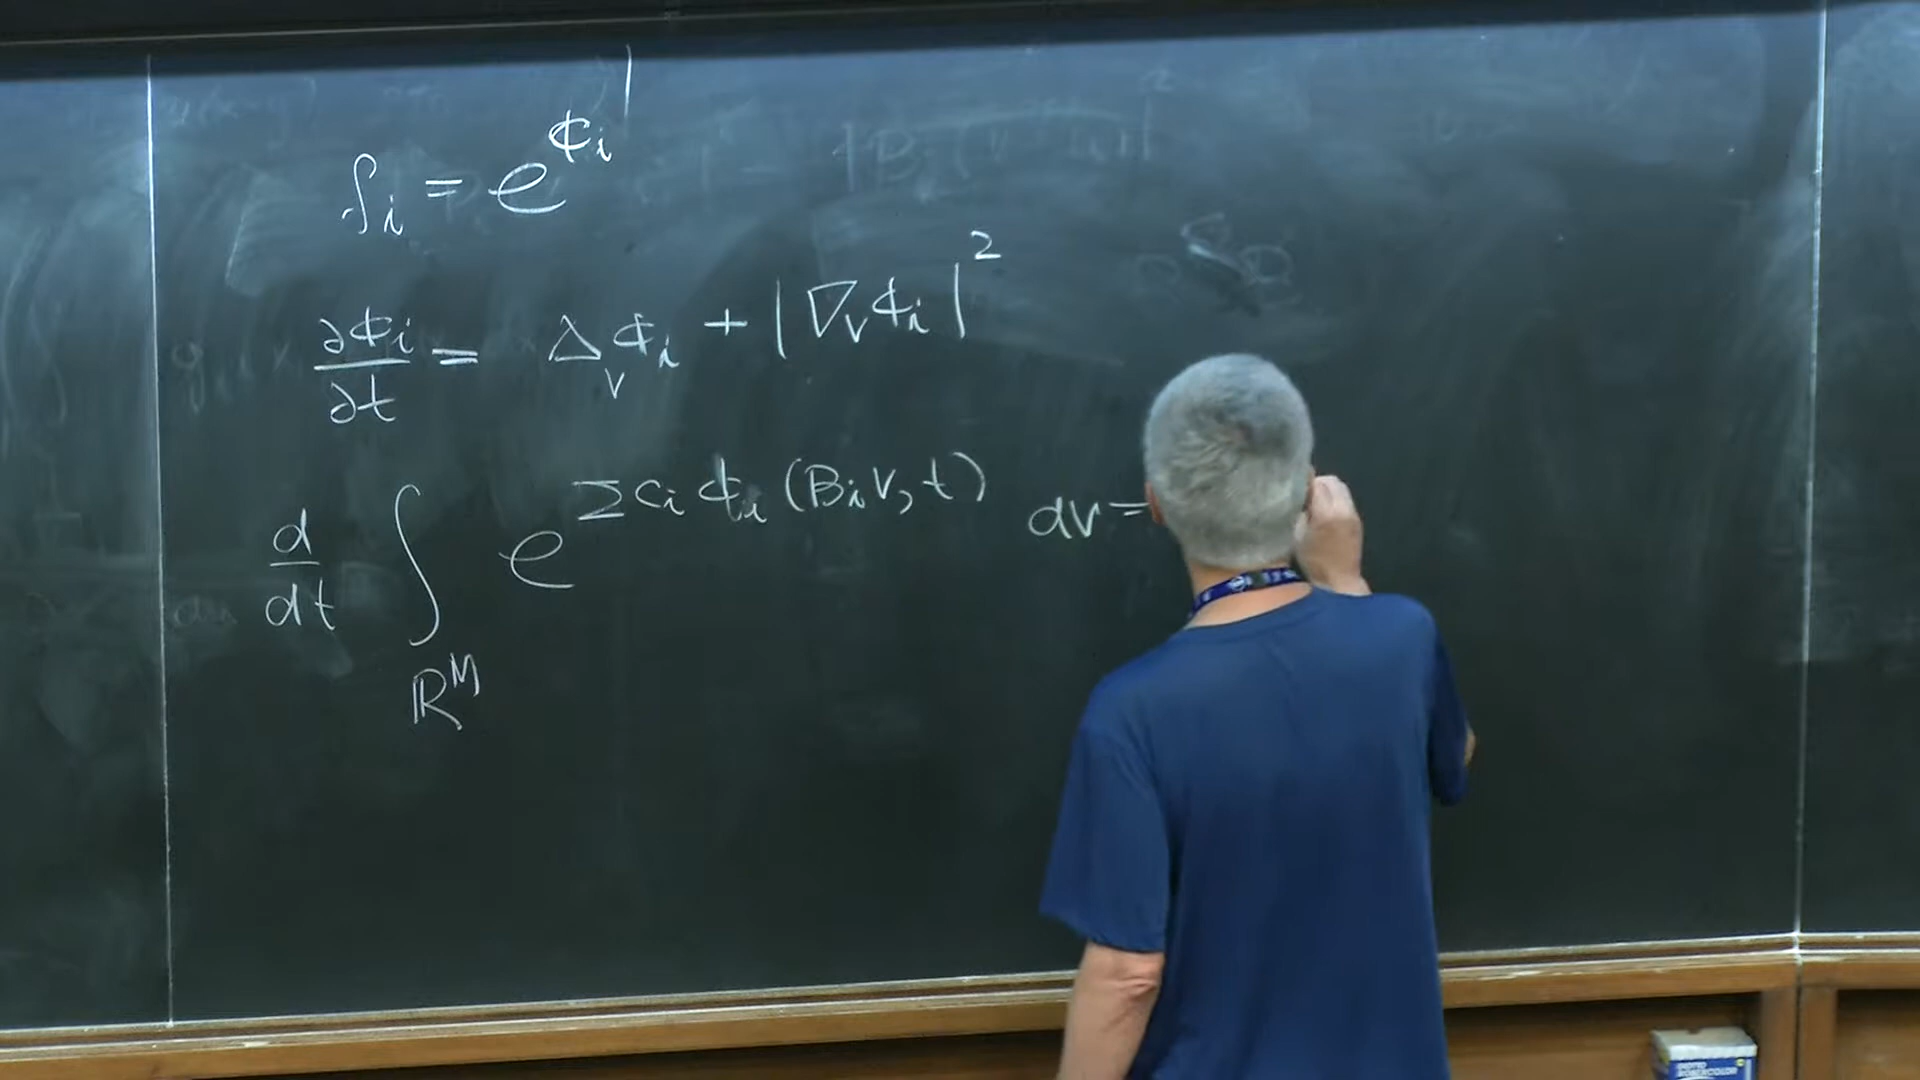 fᵢ = e^ϕᵢ
∂ϕᵢ/∂t = Δ_v ϕᵢ + |∇_v ϕᵢ|²
d/dt ∫_{ℝ^M} e^{Σ cᵢ ϕᵢ (Bᵢ v, t)} dv =